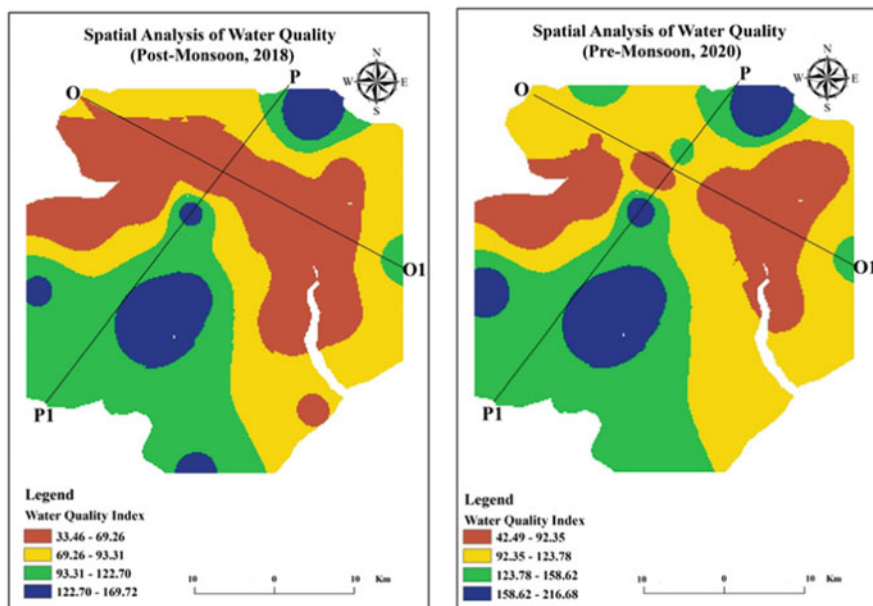 Spatial Analysis of Water Quality
(Post-Monsoon, 2018)
N
W E
S
O
P
O1
P1
Legend
Water Quality Index
33.46 - 69.26
69.26 - 93.31
93.31 - 122.70
122.70 - 169.72
10 0 10 Km
Spatial Analysis of Water Quality
(Pre-Monsoon, 2020)
N
W E
S
O
P
O1
P1
Legend
Water Quality Index
42.49 - 92.35
92.35 - 123.78
123.78 - 158.62
158.62 - 216.68
10 0 10 Km